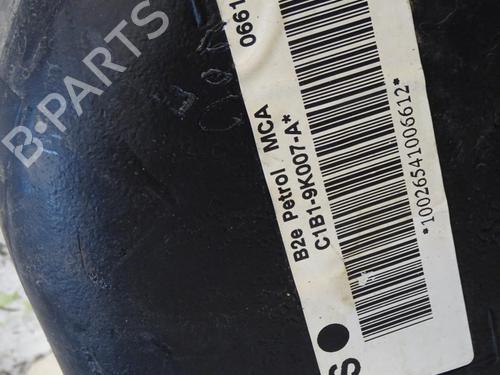 B·PARTS
0661
B2e Petrol MCA
C1B1-9K007-A*
*10026541006612*
S